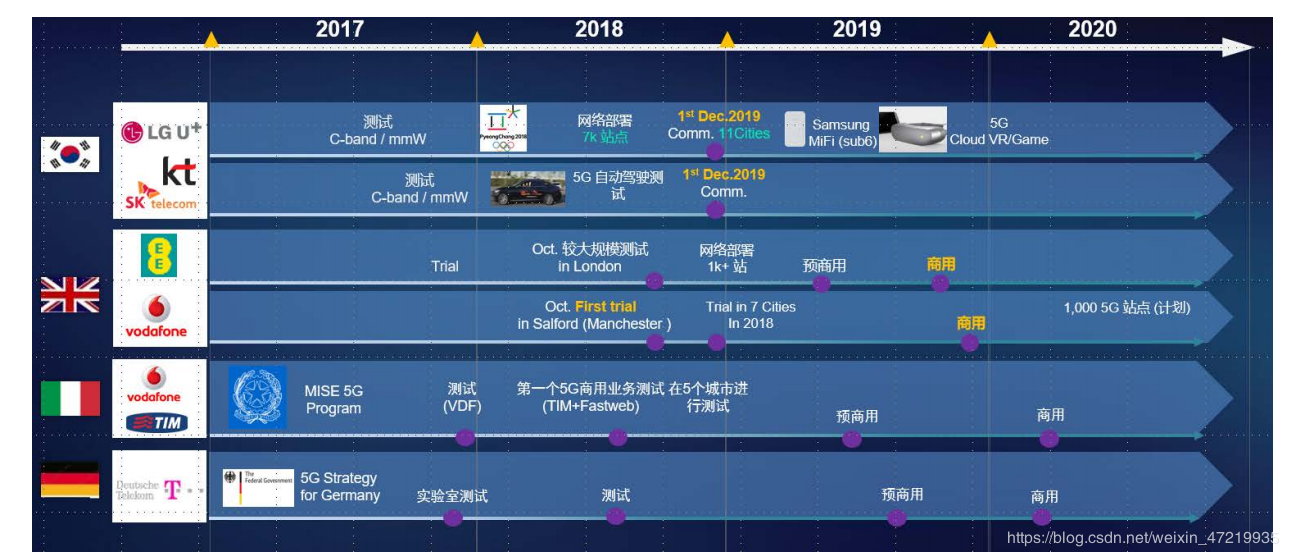 2017
2018
2019
2020
LG U+
测试
C-band / mmW
PyeongChang 2018
网络部署
7k 站点
1st Dec.2019
Comm. 11Cities
Samsung
MiFi (sub6)
5G
Cloud VR/Game
kt
SK telecom
测试
C-band / mmW
5G 自动驾驶测
试
1st Dec.2019
Comm.
EE
Trial
Oct. 较大规模测试
in London
网络部署
1k+ 站
预商用
商用
vodafone
Oct. First trial
in Salford (Manchester )
Trial in 7 Cities
In 2018
商用
1,000 5G 站点 (计划)
vodafone
TIM
MISE 5G
Program
测试
(VDF)
第一个5G商用业务测试
(TIM+Fastweb)
在5个城市进
行测试
预商用
商用
Deutsche
Telekom
T
The
Federal Government
5G Strategy
for Germany
实验室测试
测试
预商用
商用
https://blog.csdn.net/weixin_47219935